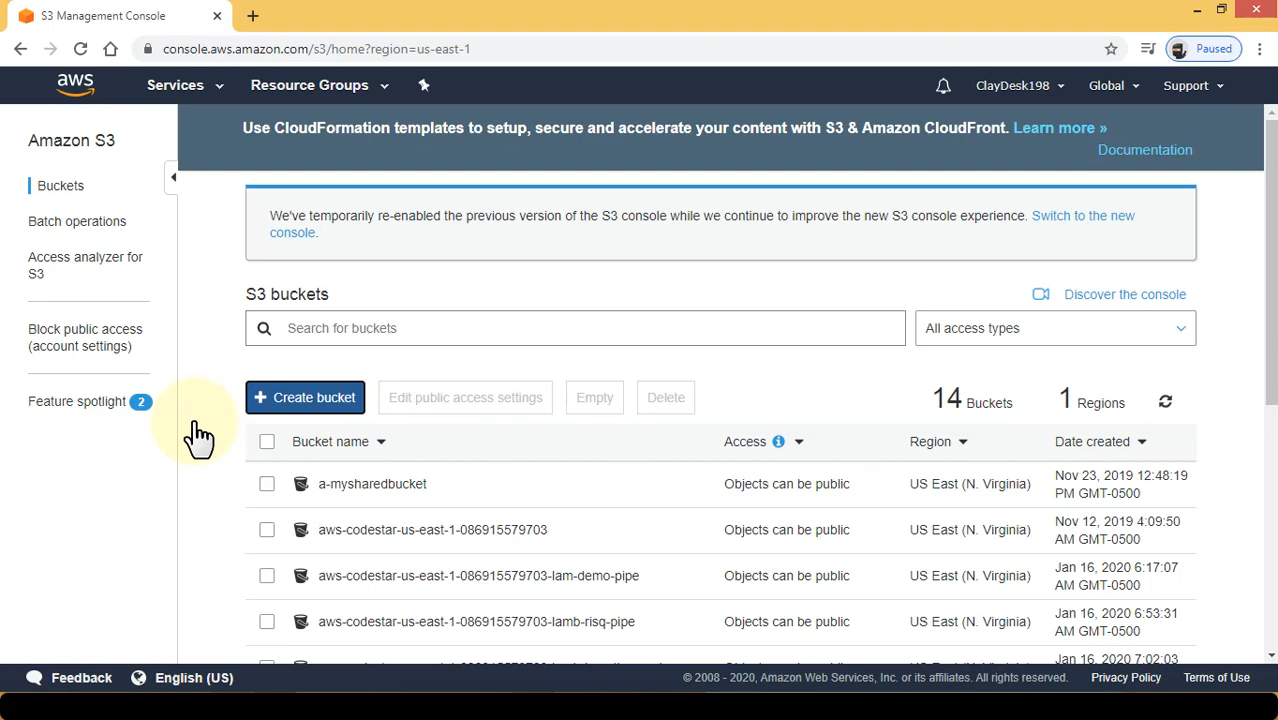 S3 Management Console
console.aws.amazon.com/s3/home?region=us-east-1
Paused
aws
Services
Resource Groups
ClayDesk198
Global
Support
Amazon S3
Buckets
Batch operations
Access analyzer for
S3
Block public access
(account settings)
Feature spotlight 2
Use CloudFormation templates to setup, secure and accelerate your content with S3 & Amazon CloudFront. Learn more »
Documentation
We've temporarily re-enabled the previous version of the S3 console while we continue to improve the new S3 console experience. Switch to the new
console.
S3 buckets
Discover the console
Search for buckets
All access types
+ Create bucket
Edit public access settings
Empty
Delete
14 Buckets
1 Regions
Bucket name
Access
Region
Date created
a-mysharedbucket
Objects can be public
US East (N. Virginia)
Nov 23, 2019 12:48:19
PM GMT-0500
aws-codestar-us-east-1-086915579703
Objects can be public
US East (N. Virginia)
Nov 12, 2019 4:09:50
AM GMT-0500
aws-codestar-us-east-1-086915579703-lam-demo-pipe
Objects can be public
US East (N. Virginia)
Jan 16, 2020 6:17:07
AM GMT-0500
aws-codestar-us-east-1-086915579703-lamb-risq-pipe
Objects can be public
US East (N. Virginia)
Jan 16, 2020 6:53:31
AM GMT-0500
Jan 16, 2020 7:02:03
Feedback
English (US)
© 2008 - 2020, Amazon Web Services, Inc. or its affiliates. All rights reserved.
Privacy Policy
Terms of Use